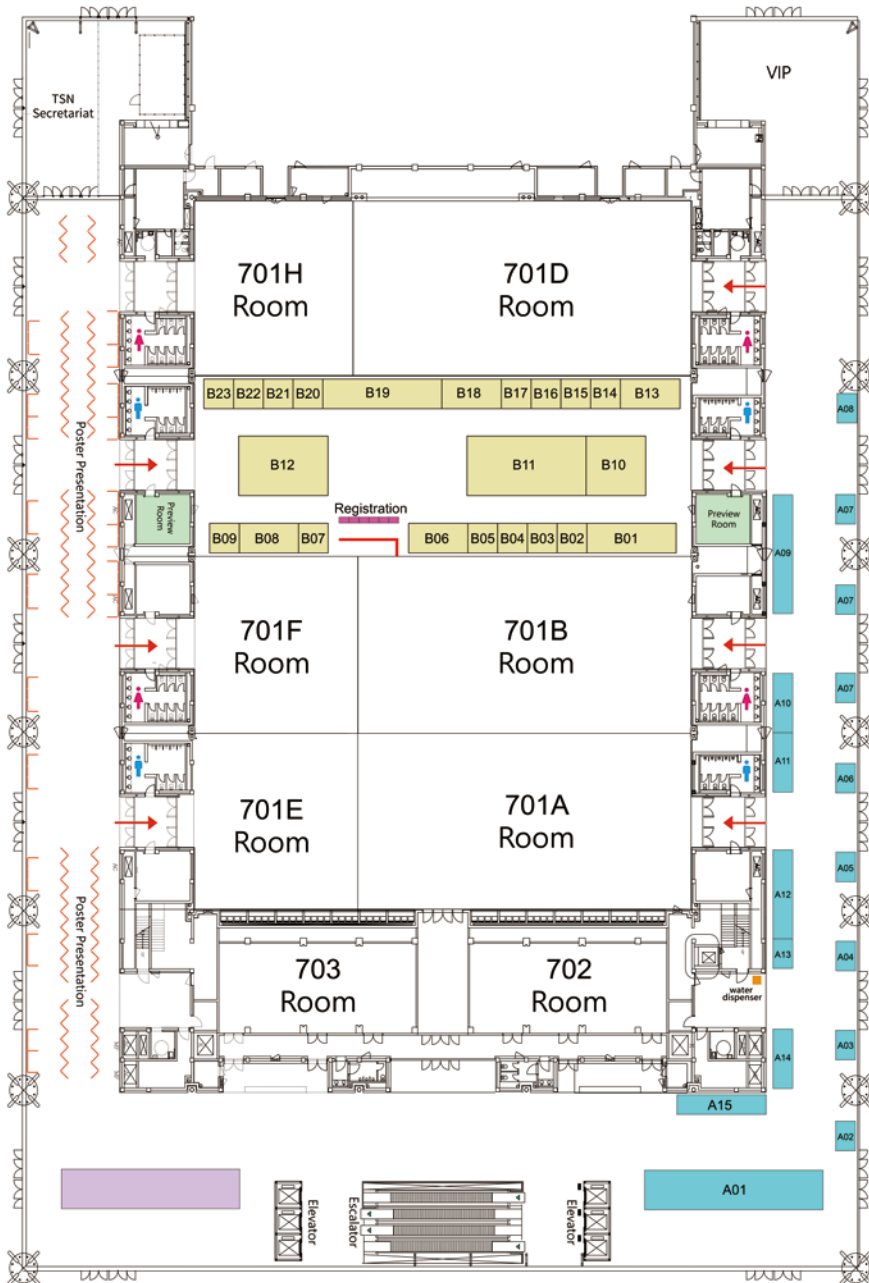 TSN
Secretariat
VIP
701H
Room
701D
Room
B23 B22 B21 B20 B19 B18 B17 B16 B15 B14 B13
A08
Poster Presentation
B12
B11
B10
Preview
Room
Registration
Preview
Room
AC
A07
A09
B09 B08 B07
B06 B05 B04 B03 B02 B01
A07
701F
Room
701B
Room
A07
A10
A11
A06
701E
Room
701A
Room
AC
A05
A12
Poster Presentation
A13
A04
703
Room
702
Room
water
dispenser
A03
A14
A15
A02
A01
Elevator
Escalator
Elevator